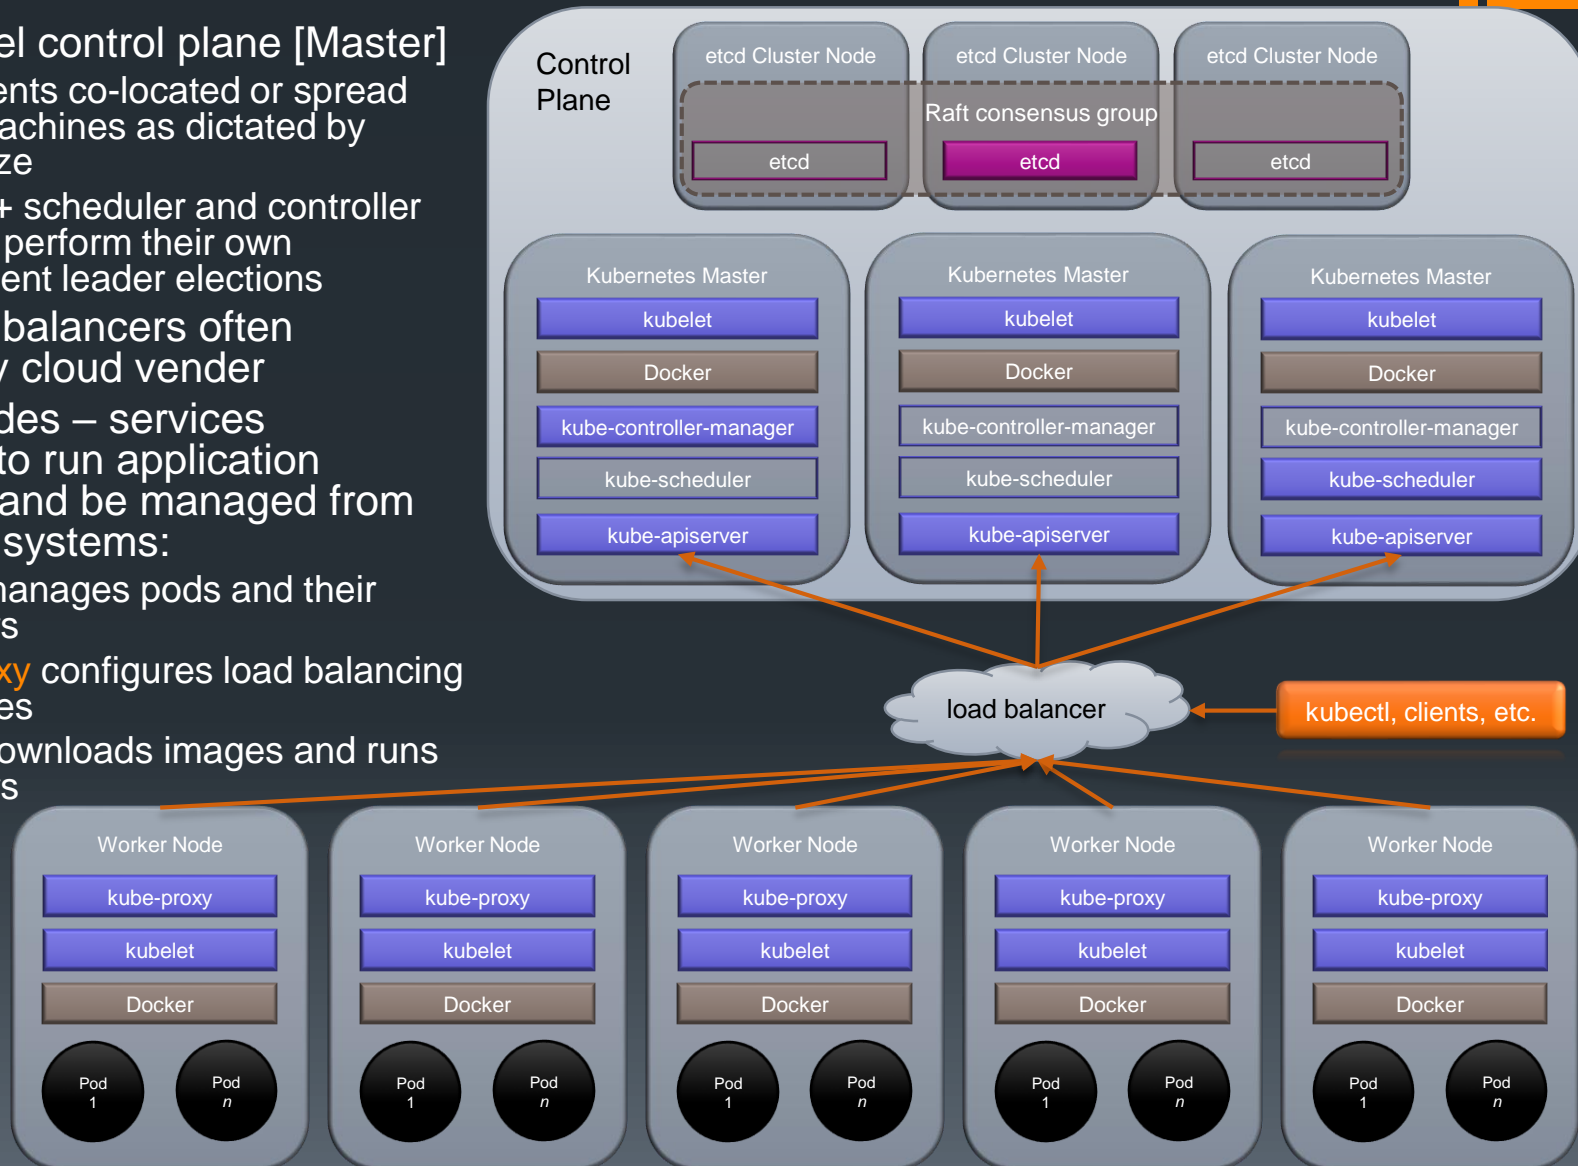 el control plane [Master]
ents co-located or spread
achines as dictated by
ze
+ scheduler and controller
perform their own
ent leader elections
balancers often
y cloud vender
des – services
to run application
and be managed from
systems:
nanages pods and their
s
xy configures load balancing
es
ownloads images and runs
s
Control
Plane
etcd Cluster Node
etcd Cluster Node
etcd Cluster Node
Raft consensus group
etcd
etcd
etcd
Kubernetes Master
kubelet
Docker
kube-controller-manager
kube-scheduler
kube-apiserver
Kubernetes Master
kubelet
Docker
kube-controller-manager
kube-scheduler
kube-apiserver
Kubernetes Master
kubelet
Docker
kube-controller-manager
kube-scheduler
kube-apiserver
load balancer
kubectl, clients, etc.
Worker Node
kube-proxy
kubelet
Docker
Pod
1
Pod
n
Worker Node
kube-proxy
kubelet
Docker
Pod
1
Pod
n
Worker Node
kube-proxy
kubelet
Docker
Pod
1
Pod
n
Worker Node
kube-proxy
kubelet
Docker
Pod
1
Pod
n
Worker Node
kube-proxy
kubelet
Docker
Pod
1
Pod
n